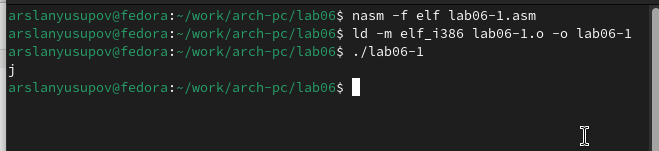 arslanyusupov@fedora:~/work/arch-pc/lab06$ nasm -f elf lab06-1.asm
arslanyusupov@fedora:~/work/arch-pc/lab06$ ld -m elf_i386 lab06-1.o -o lab06-1
arslanyusupov@fedora:~/work/arch-pc/lab06$ ./lab06-1
j
arslanyusupov@fedora:~/work/arch-pc/lab06$